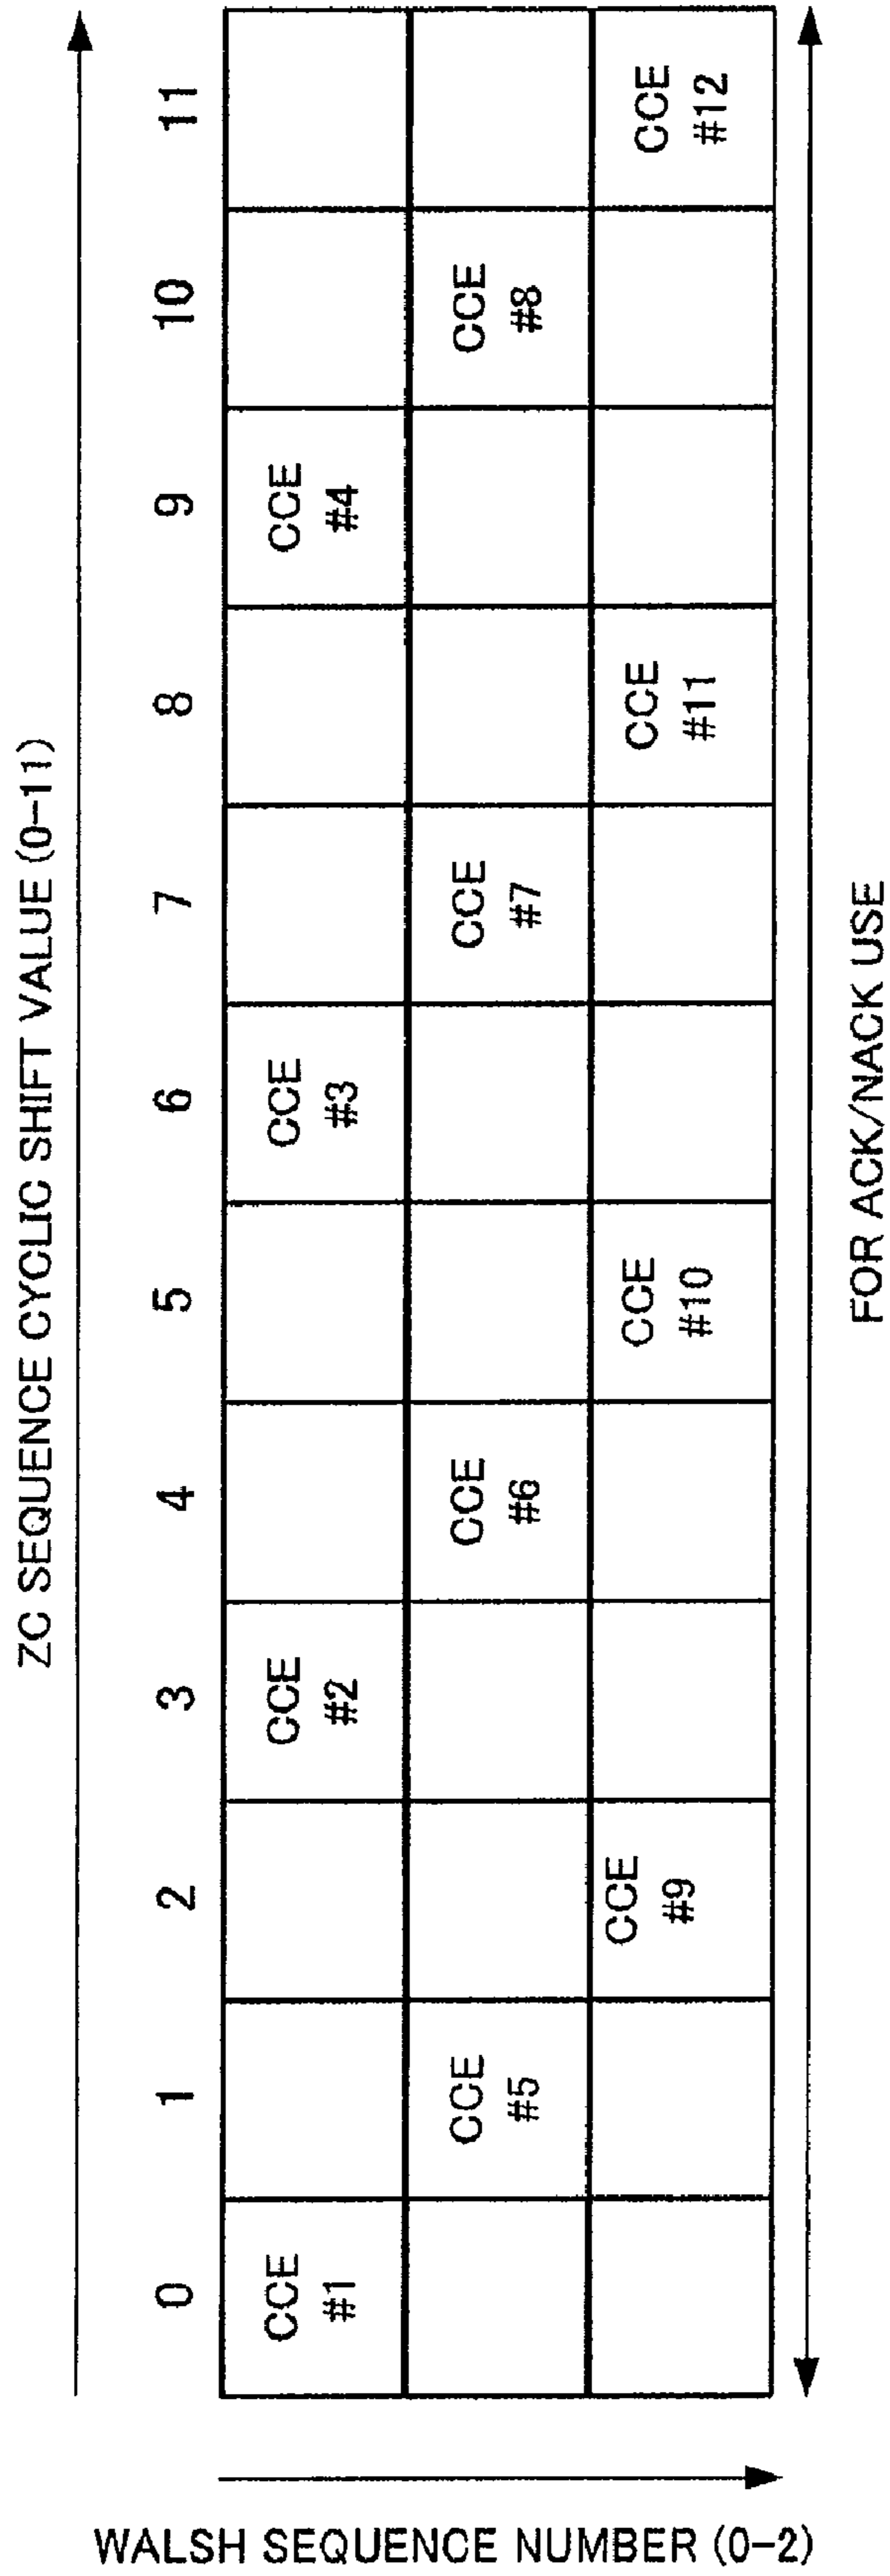 ZC SEQUENCE CYCLIC SHIFT VALUE (0-11)
0 1 2 3 4 5 6 7 8 9 10 11
WALSH SEQUENCE NUMBER (0-2)
CCE #1
CCE #2
CCE #3
CCE #4
CCE #5
CCE #6
CCE #7
CCE #8
CCE #9
CCE #10
CCE #11
CCE #12
FOR ACK/NACK USE